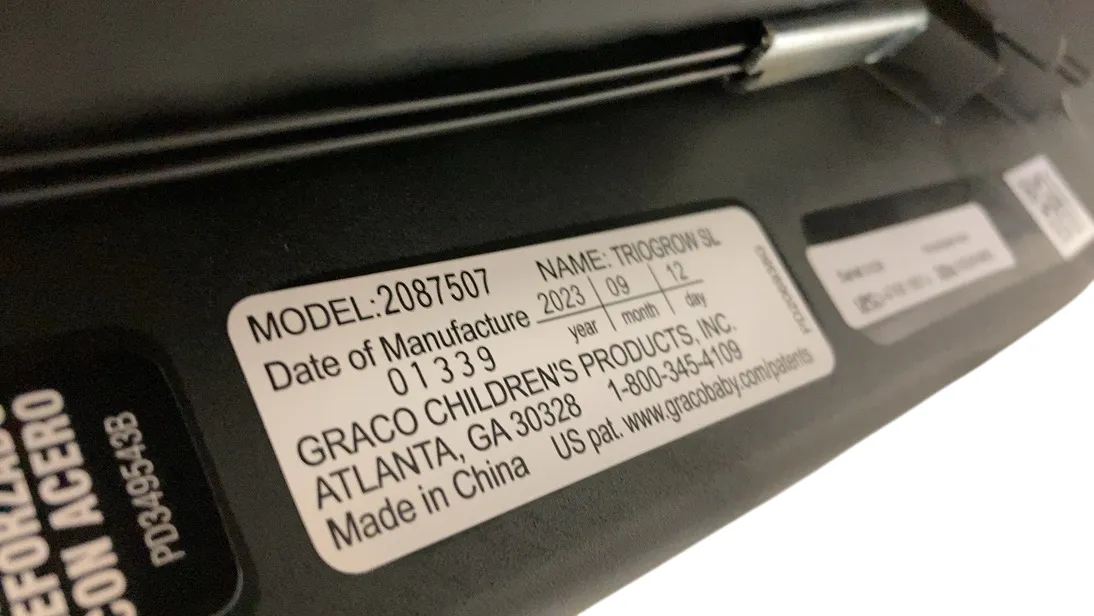 MODEL:2087507 NAME: TRIOGROW SL
Date of Manufacture 2023 09 12
year month day
01339
GRACO CHILDREN'S PRODUCTS, INC.
ATLANTA, GA 30328 1-800-345-4109
Made in China US pat. www.gracobaby.com/patents
CON ACERO
PD349543B